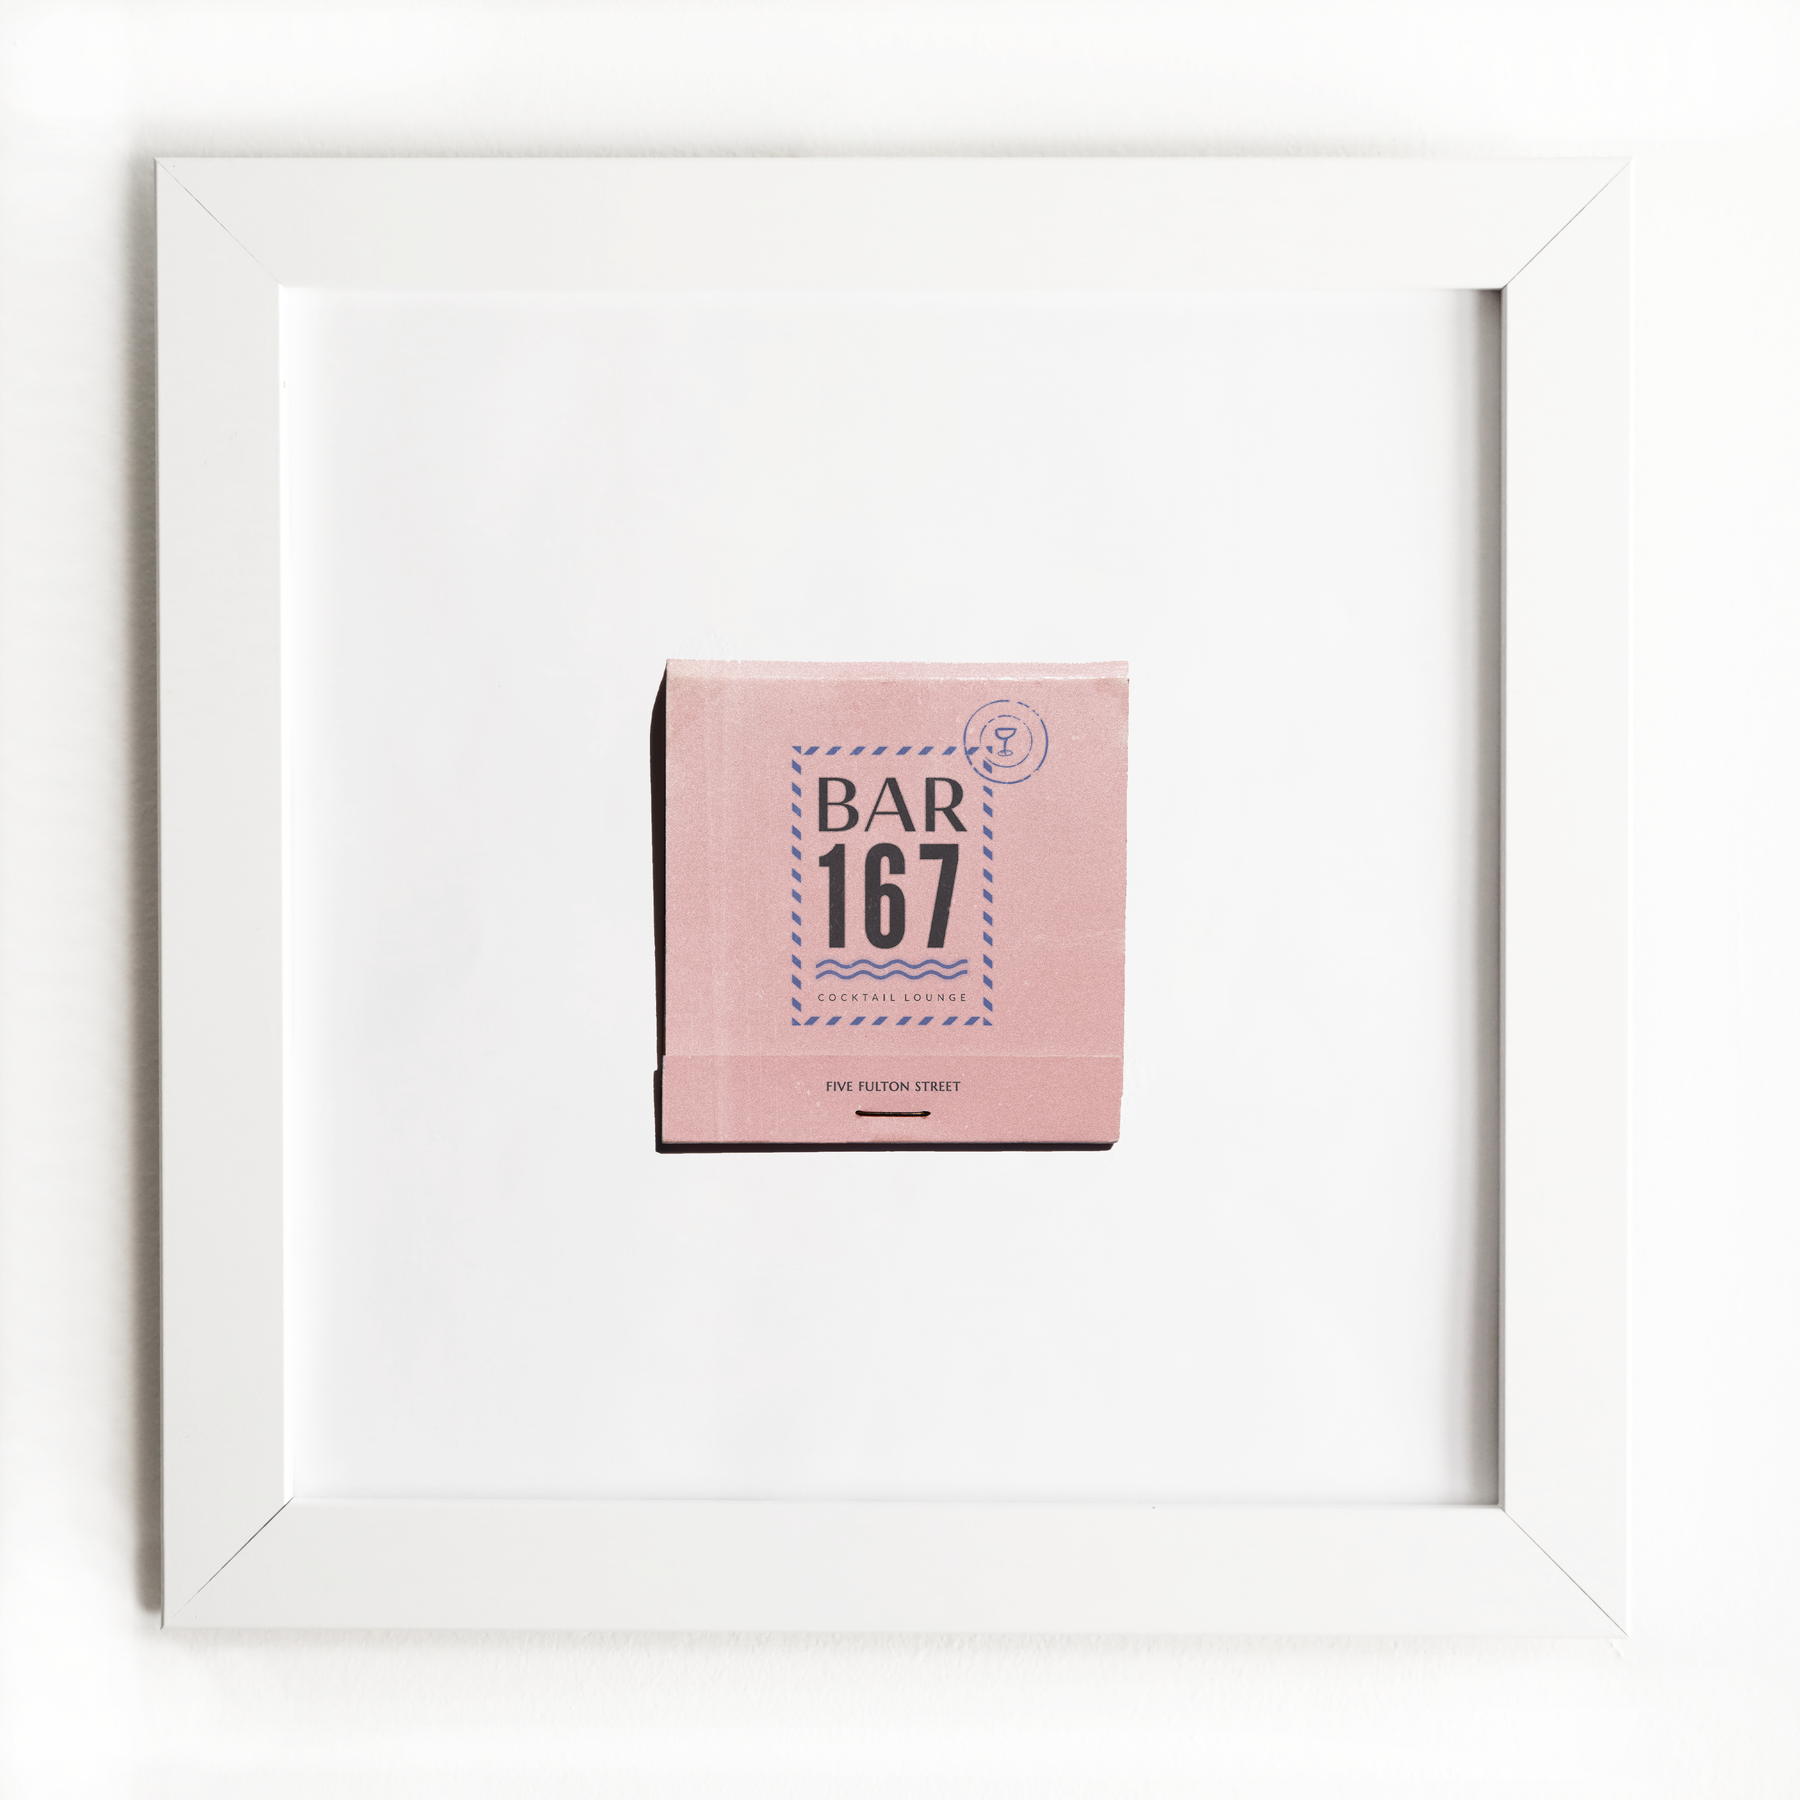 BAR
167
COCKTAIL LOUNGE
FIVE FULTON STREET